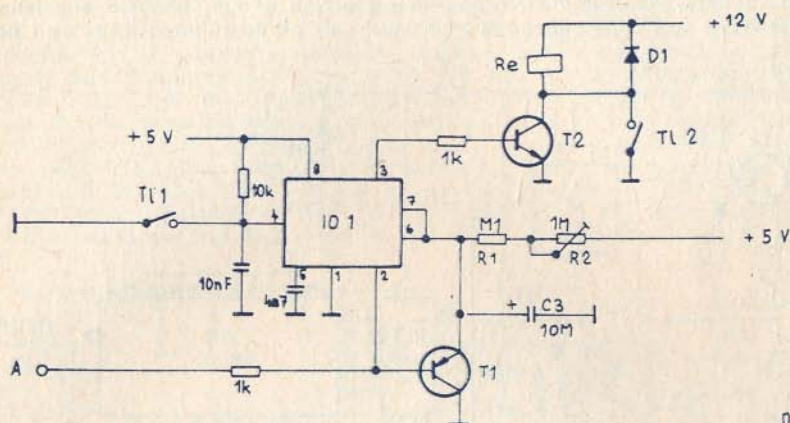 + 12 V
Re
D1
T2
Tl 2
+ 5 V
1k
3
8
10k
Tl 1
4
IO 1
7
6
M1
R1
1M
R2
+ 5 V
10nF
5
4n7
1
2
+
C3
10M
A
1k
T1